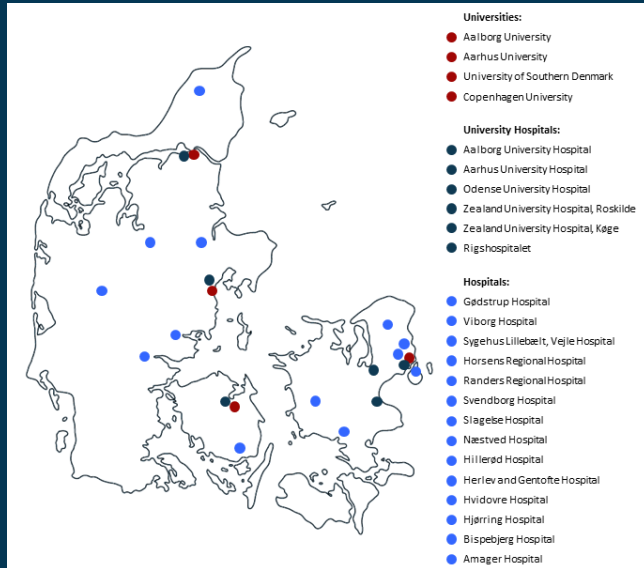 Universities:
Aalborg University
Aarhus University
University of Southern Denmark
Copenhagen University
University Hospitals:
Aalborg University Hospital
Aarhus University Hospital
Odense University Hospital
Zealand University Hospital, Roskilde
Zealand University Hospital, Køge
Rigshospitalet
Hospitals:
Gødstrup Hospital
Viborg Hospital
Sygehus Lillebælt, Vejle Hospital
Horsens Regional Hospital
Randers Regional Hospital
Svendborg Hospital
Slagelse Hospital
Næstved Hospital
Hillerød Hospital
Herlev and Gentofte Hospital
Hvidovre Hospital
Hjørring Hospital
Bispebjerg Hospital
Amager Hospital